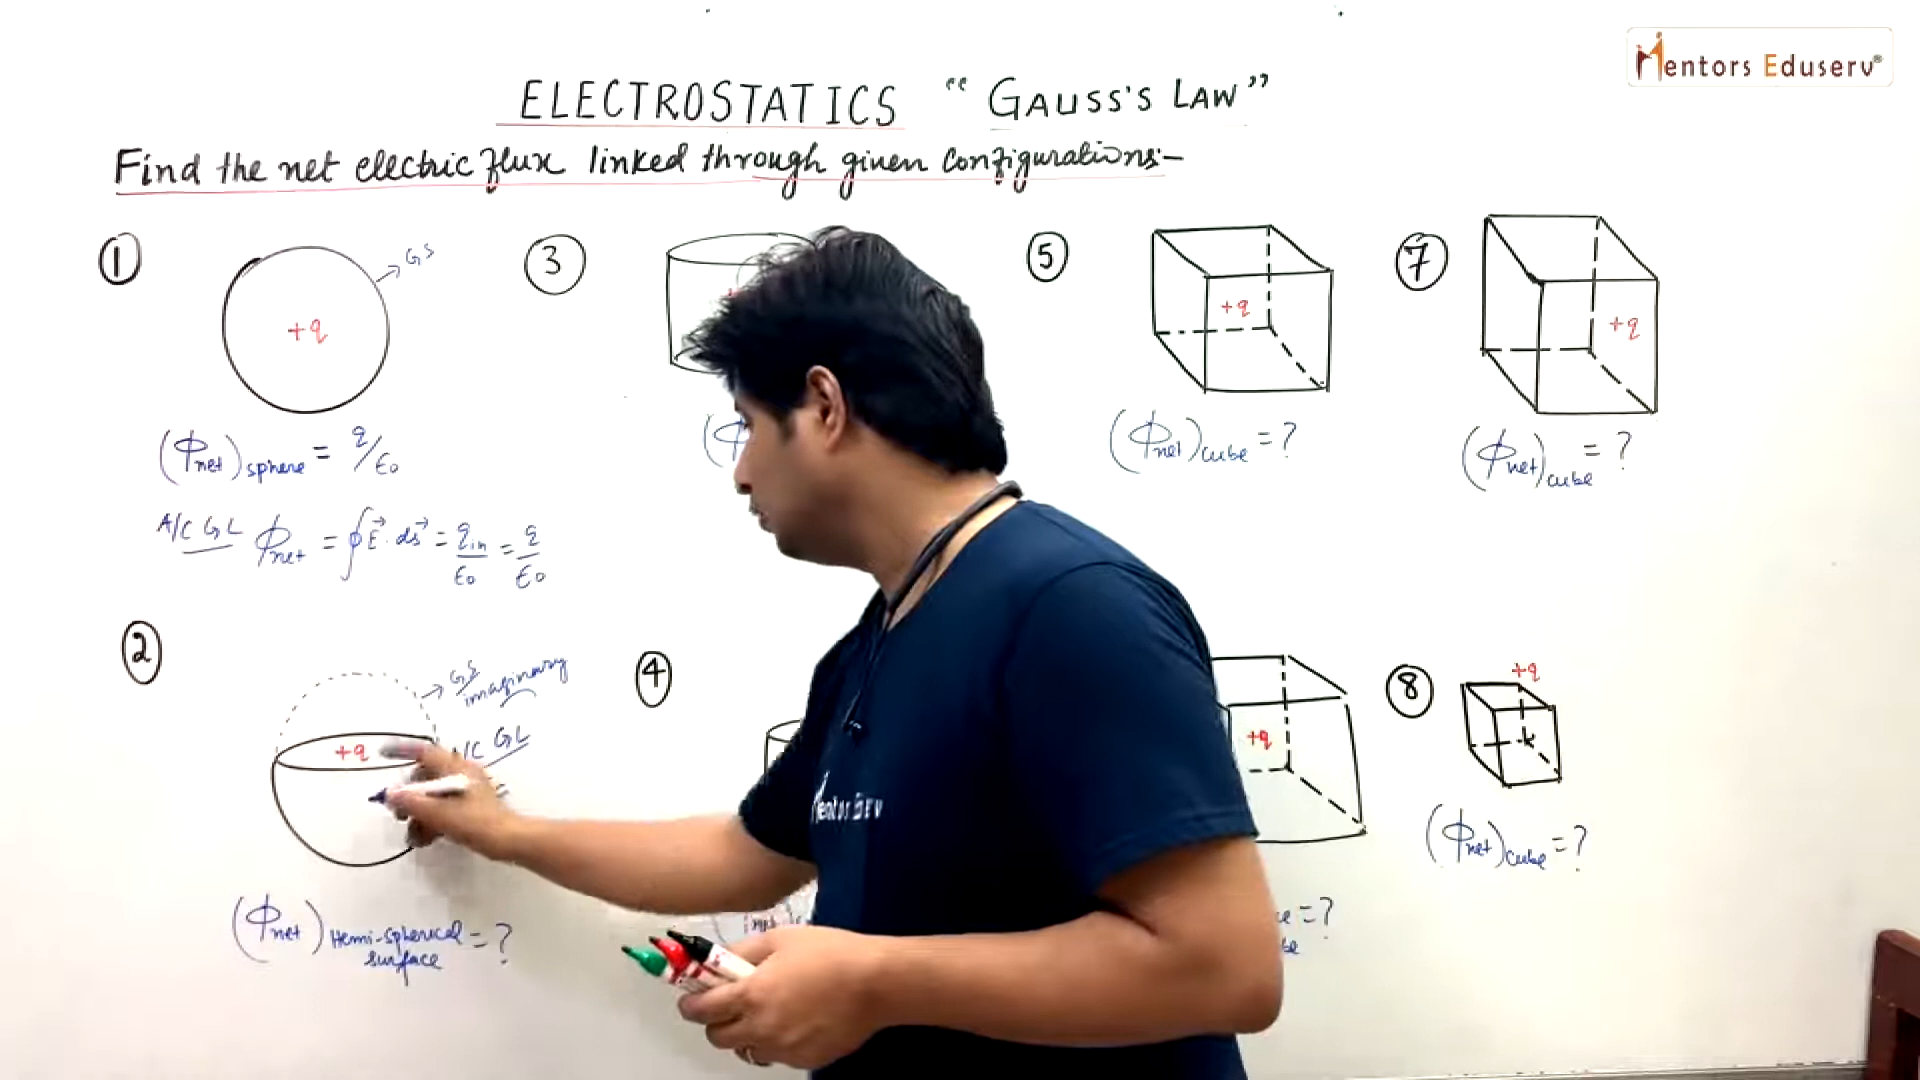 Mentors Eduserv®
ELECTROSTATICS “GAUSS'S LAW”
Find the net electric flux linked through given configurations:-
①
→ GS
+q
(ϕnet)sphere = q/ε₀
A/C GL ϕnet = ∮E⃗·ds⃗ = qin/ε₀ = q/ε₀
②
→ GS imaginary
+q
A/C GL
=
(ϕnet)Hemi-spherical surface = ?
③
(ϕ
④
⑤
+q
(ϕnet)cube = ?
+q
= ?
⑦
+q
(ϕnet)cube = ?
⑧
+q
(ϕnet)cube = ?